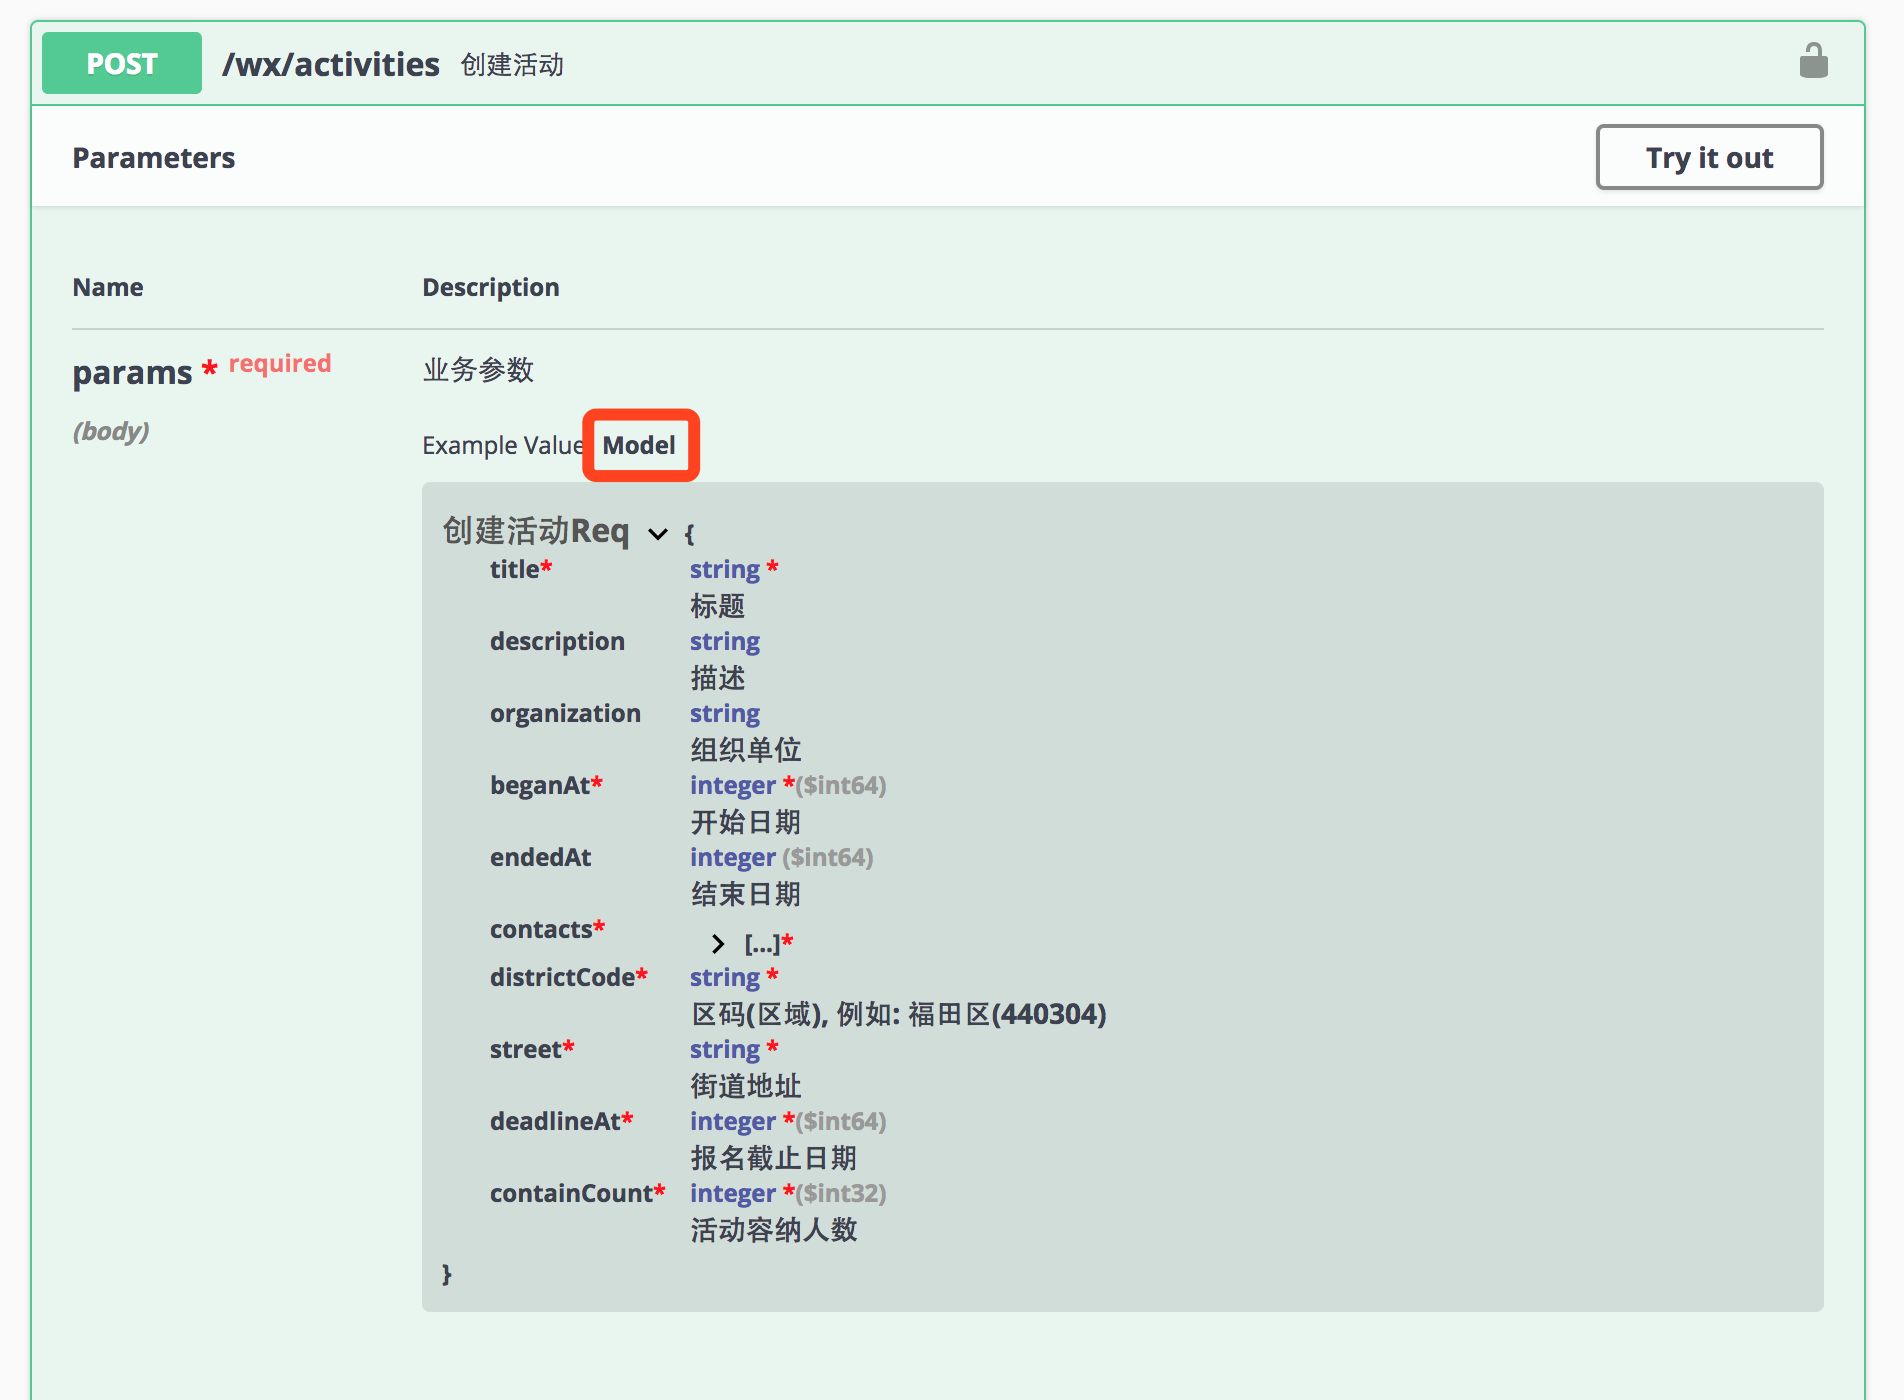 POST /wx/activities 创建活动
Parameters
Try it out
Name Description
params * required 业务参数
(body)
Example Value Model
创建活动Req {
title* string *
标题
description string
描述
organization string
组织单位
beganAt* integer *($int64)
开始日期
endedAt integer ($int64)
结束日期
contacts* [...]*
districtCode* string *
区码(区域), 例如: 福田区(440304)
street* string *
街道地址
deadlineAt* integer *($int64)
报名截止日期
containCount* integer *($int32)
活动容纳人数
}